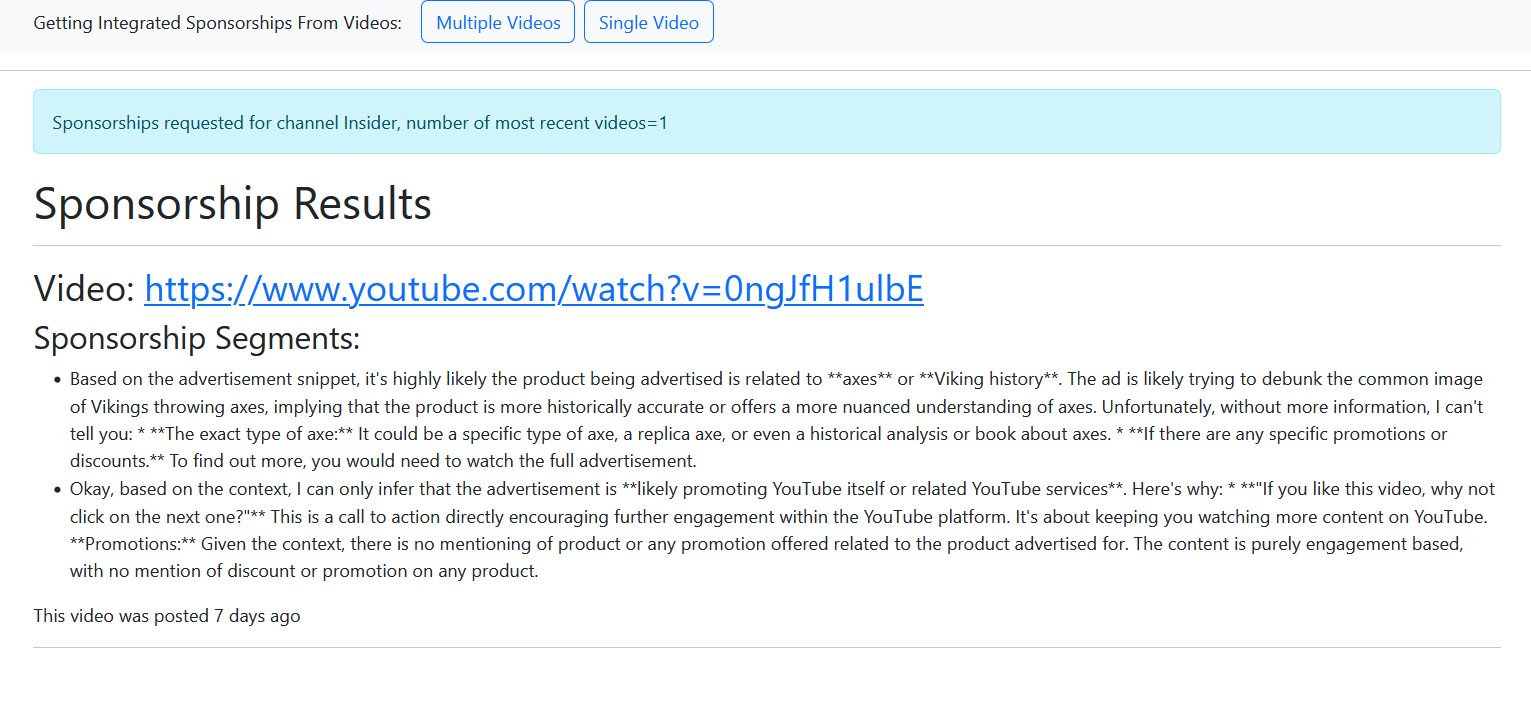 Getting Integrated Sponsorships From Videos: Multiple Videos Single Video
Sponsorships requested for channel Insider, number of most recent videos=1
Sponsorship Results
Video: https://www.youtube.com/watch?v=0ngJfH1ulbE
Sponsorship Segments:
• Based on the advertisement snippet, it's highly likely the product being advertised is related to **axes** or **Viking history**. The ad is likely trying to debunk the common image
of Vikings throwing axes, implying that the product is more historically accurate or offers a more nuanced understanding of axes. Unfortunately, without more information, I can't
tell you: * **The exact type of axe:** It could be a specific type of axe, a replica axe, or even a historical analysis or book about axes. * **If there are any specific promotions or
discounts.** To find out more, you would need to watch the full advertisement.
• Okay, based on the context, I can only infer that the advertisement is **likely promoting YouTube itself or related YouTube services**. Here's why: * **"If you like this video, why not
click on the next one?"** This is a call to action directly encouraging further engagement within the YouTube platform. It's about keeping you watching more content on YouTube.
**Promotions:** Given the context, there is no mentioning of product or any promotion offered related to the product advertised for. The content is purely engagement based,
with no mention of discount or promotion on any product.
This video was posted 7 days ago